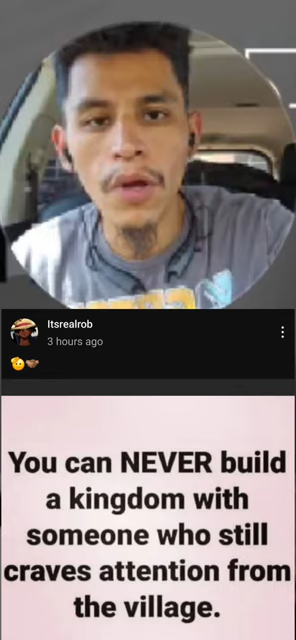 Itsrealrob
3 hours ago
🫡🤝🏾
You can NEVER build
a kingdom with
someone who still
craves attention from
the village.